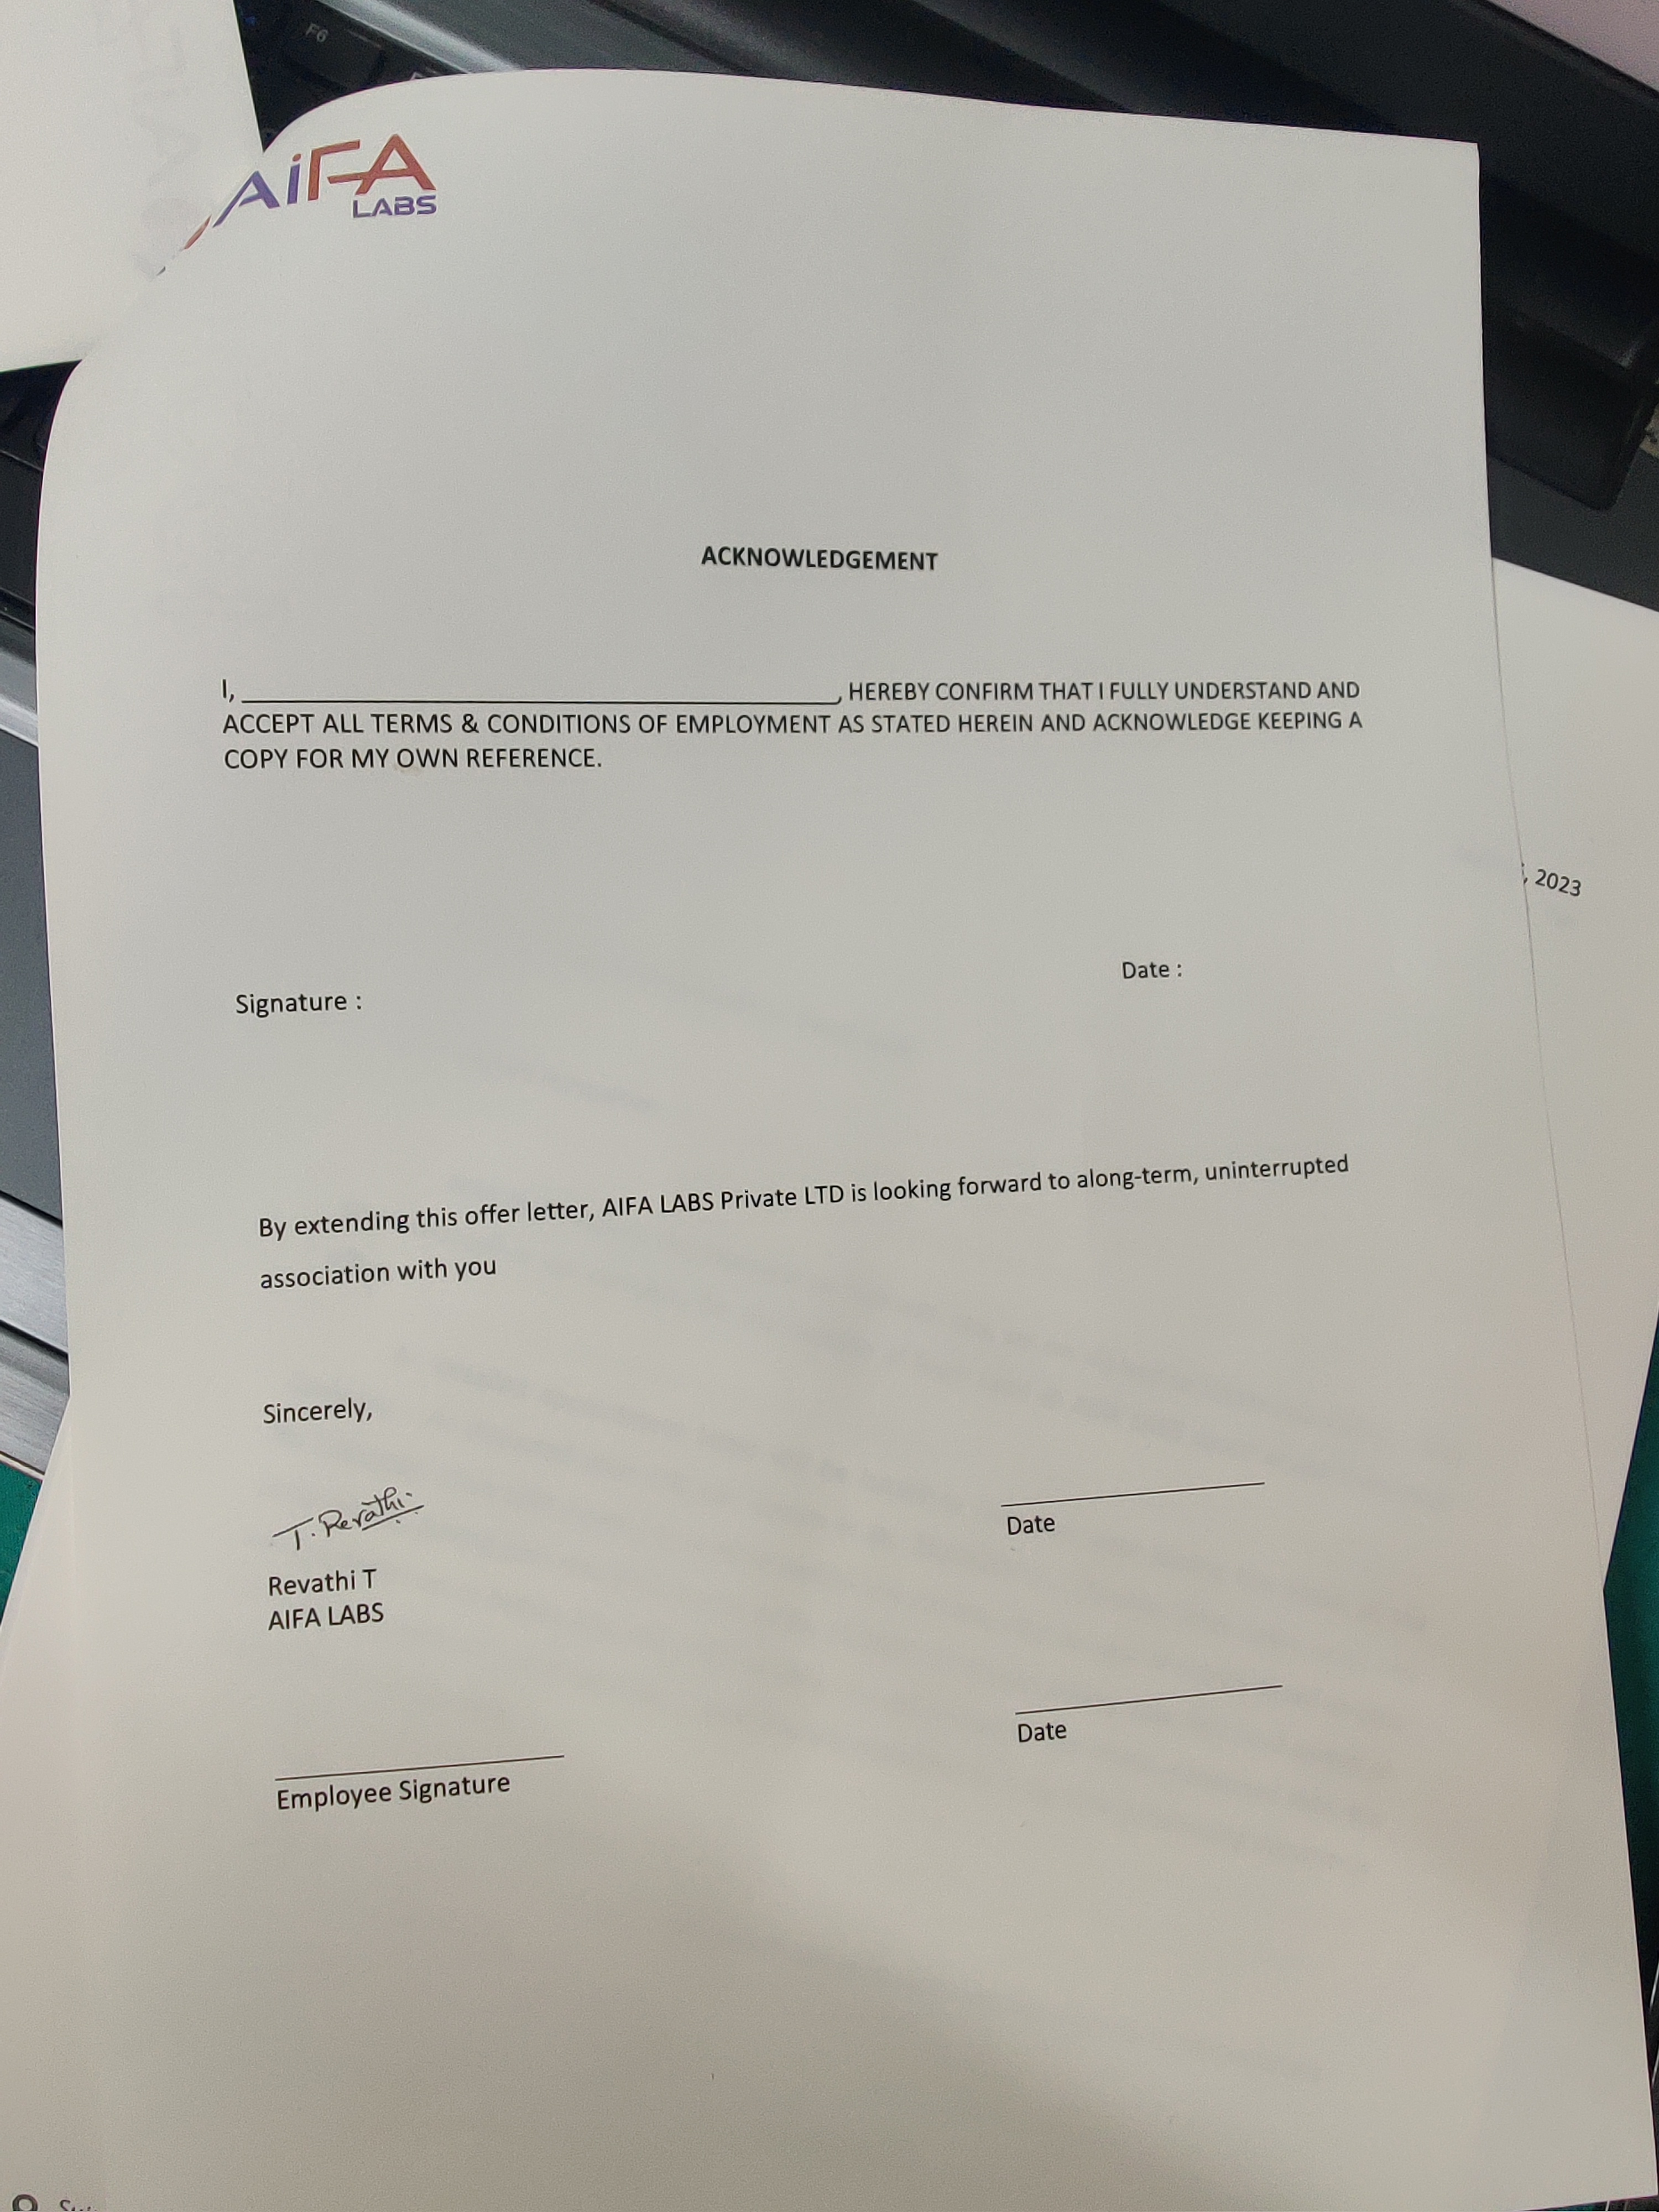 F6
AiFA
LABS
ACKNOWLEDGEMENT
I, ____________________, HEREBY CONFIRM THAT I FULLY UNDERSTAND AND
ACCEPT ALL TERMS & CONDITIONS OF EMPLOYMENT AS STATED HEREIN AND ACKNOWLEDGE KEEPING A
COPY FOR MY OWN REFERENCE.
, 2023
Date :
Signature :
By extending this offer letter, AIFA LABS Private LTD is looking forward to along-term, uninterrupted
association with you
Sincerely,
T. Revathi.
Date
Revathi T
AIFA LABS
Date
Employee Signature